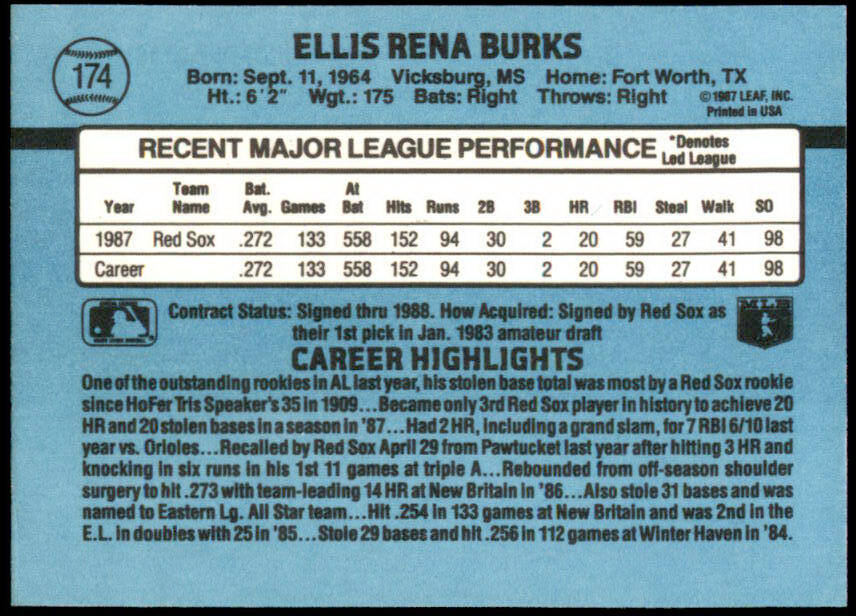 174
ELLIS RENA BURKS
Born: Sept. 11, 1964 Vicksburg, MS Home: Fort Worth, TX
Ht.: 6'2" Wgt.: 175 Bats: Right Throws: Right
©1987 LEAF, INC.
Printed in USA
RECENT MAJOR LEAGUE PERFORMANCE *Denotes Led League
Year Team Name Bat. Avg. Games At Bat Hits Runs 2B 3B HR RBI Steal Walk SO
1987 Red Sox .272 133 558 152 94 30 2 20 59 27 41 98
Career .272 133 558 152 94 30 2 20 59 27 41 98
Contract Status: Signed thru 1988. How Acquired: Signed by Red Sox as
their 1st pick in Jan. 1983 amateur draft
MLB
CAREER HIGHLIGHTS
One of the outstanding rookies in AL last year, his stolen base total was most by a Red Sox rookie
since HoFer Tris Speaker's 35 in 1909...Became only 3rd Red Sox player in history to achieve 20
HR and 20 stolen bases in a season in '87...Had 2 HR, including a grand slam, for 7 RBI 6/10 last
year vs. Orioles...Recalled by Red Sox April 29 from Pawtucket last year after hitting 3 HR and
knocking in six runs in his 1st 11 games at triple A...Rebounded from off-season shoulder
surgery to hit .273 with team-leading 14 HR at New Britain in '86...Also stole 31 bases and was
named to Eastern Lg. All Star team...Hit .254 in 133 games at New Britain and was 2nd in the
E.L. in doubles with 25 in '85...Stole 29 bases and hit .256 in 112 games at Winter Haven in '84.